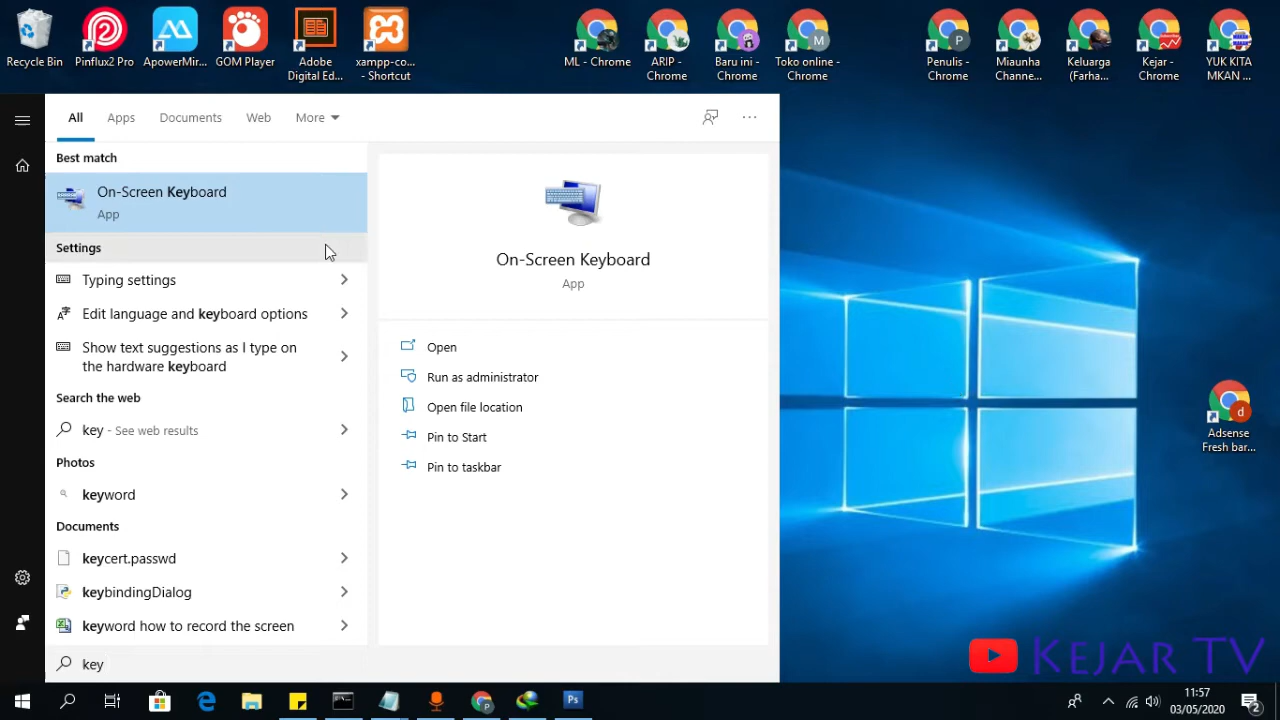 Recycle Bin
Pinflux2 Pro
ApowerMir...
GOM Player
Adobe
Digital Ed...
xampp-co...
- Shortcut
ML - Chrome
ARIP -
Chrome
Baru ini -
Chrome
M
Toko online -
Chrome
P
Penulis -
Chrome
Miaunha
Channe...
Keluarga
(Farha...
Kejar -
Chrome
YUK KITA
MKAN ...
All
Apps
Documents
Web
More
Best match
On-Screen Keyboard
App
Settings
Typing settings
Edit language and keyboard options
Show text suggestions as I type on
the hardware keyboard
Search the web
key - See web results
Photos
keyword
Documents
keycert.passwd
keybindingDialog
keyword how to record the screen
key
On-Screen Keyboard
App
Open
Run as administrator
Open file location
Pin to Start
Pin to taskbar
d
Adsense
Fresh bar...
KEJAR TV
P
Ps
11:57
03/05/2020
2